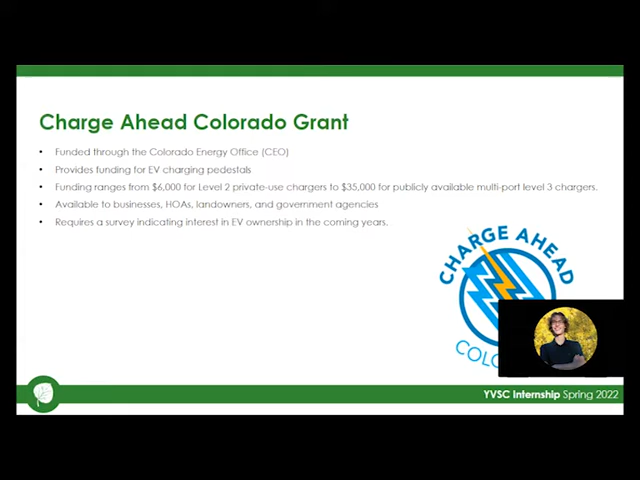 Charge Ahead Colorado Grant
• Funded through the Colorado Energy Office (CEO)
• Provides funding for EV charging pedestals
• Funding ranges from $6,000 for Level 2 private-use chargers to $35,000 for publicly available multi-port level 3 chargers.
• Available to businesses, HOAs, landowners, and government agencies
• Requires a survey indicating interest in EV ownership in the coming years.
CHARGE AHEAD
COLO
YVSC Internship Spring 2022